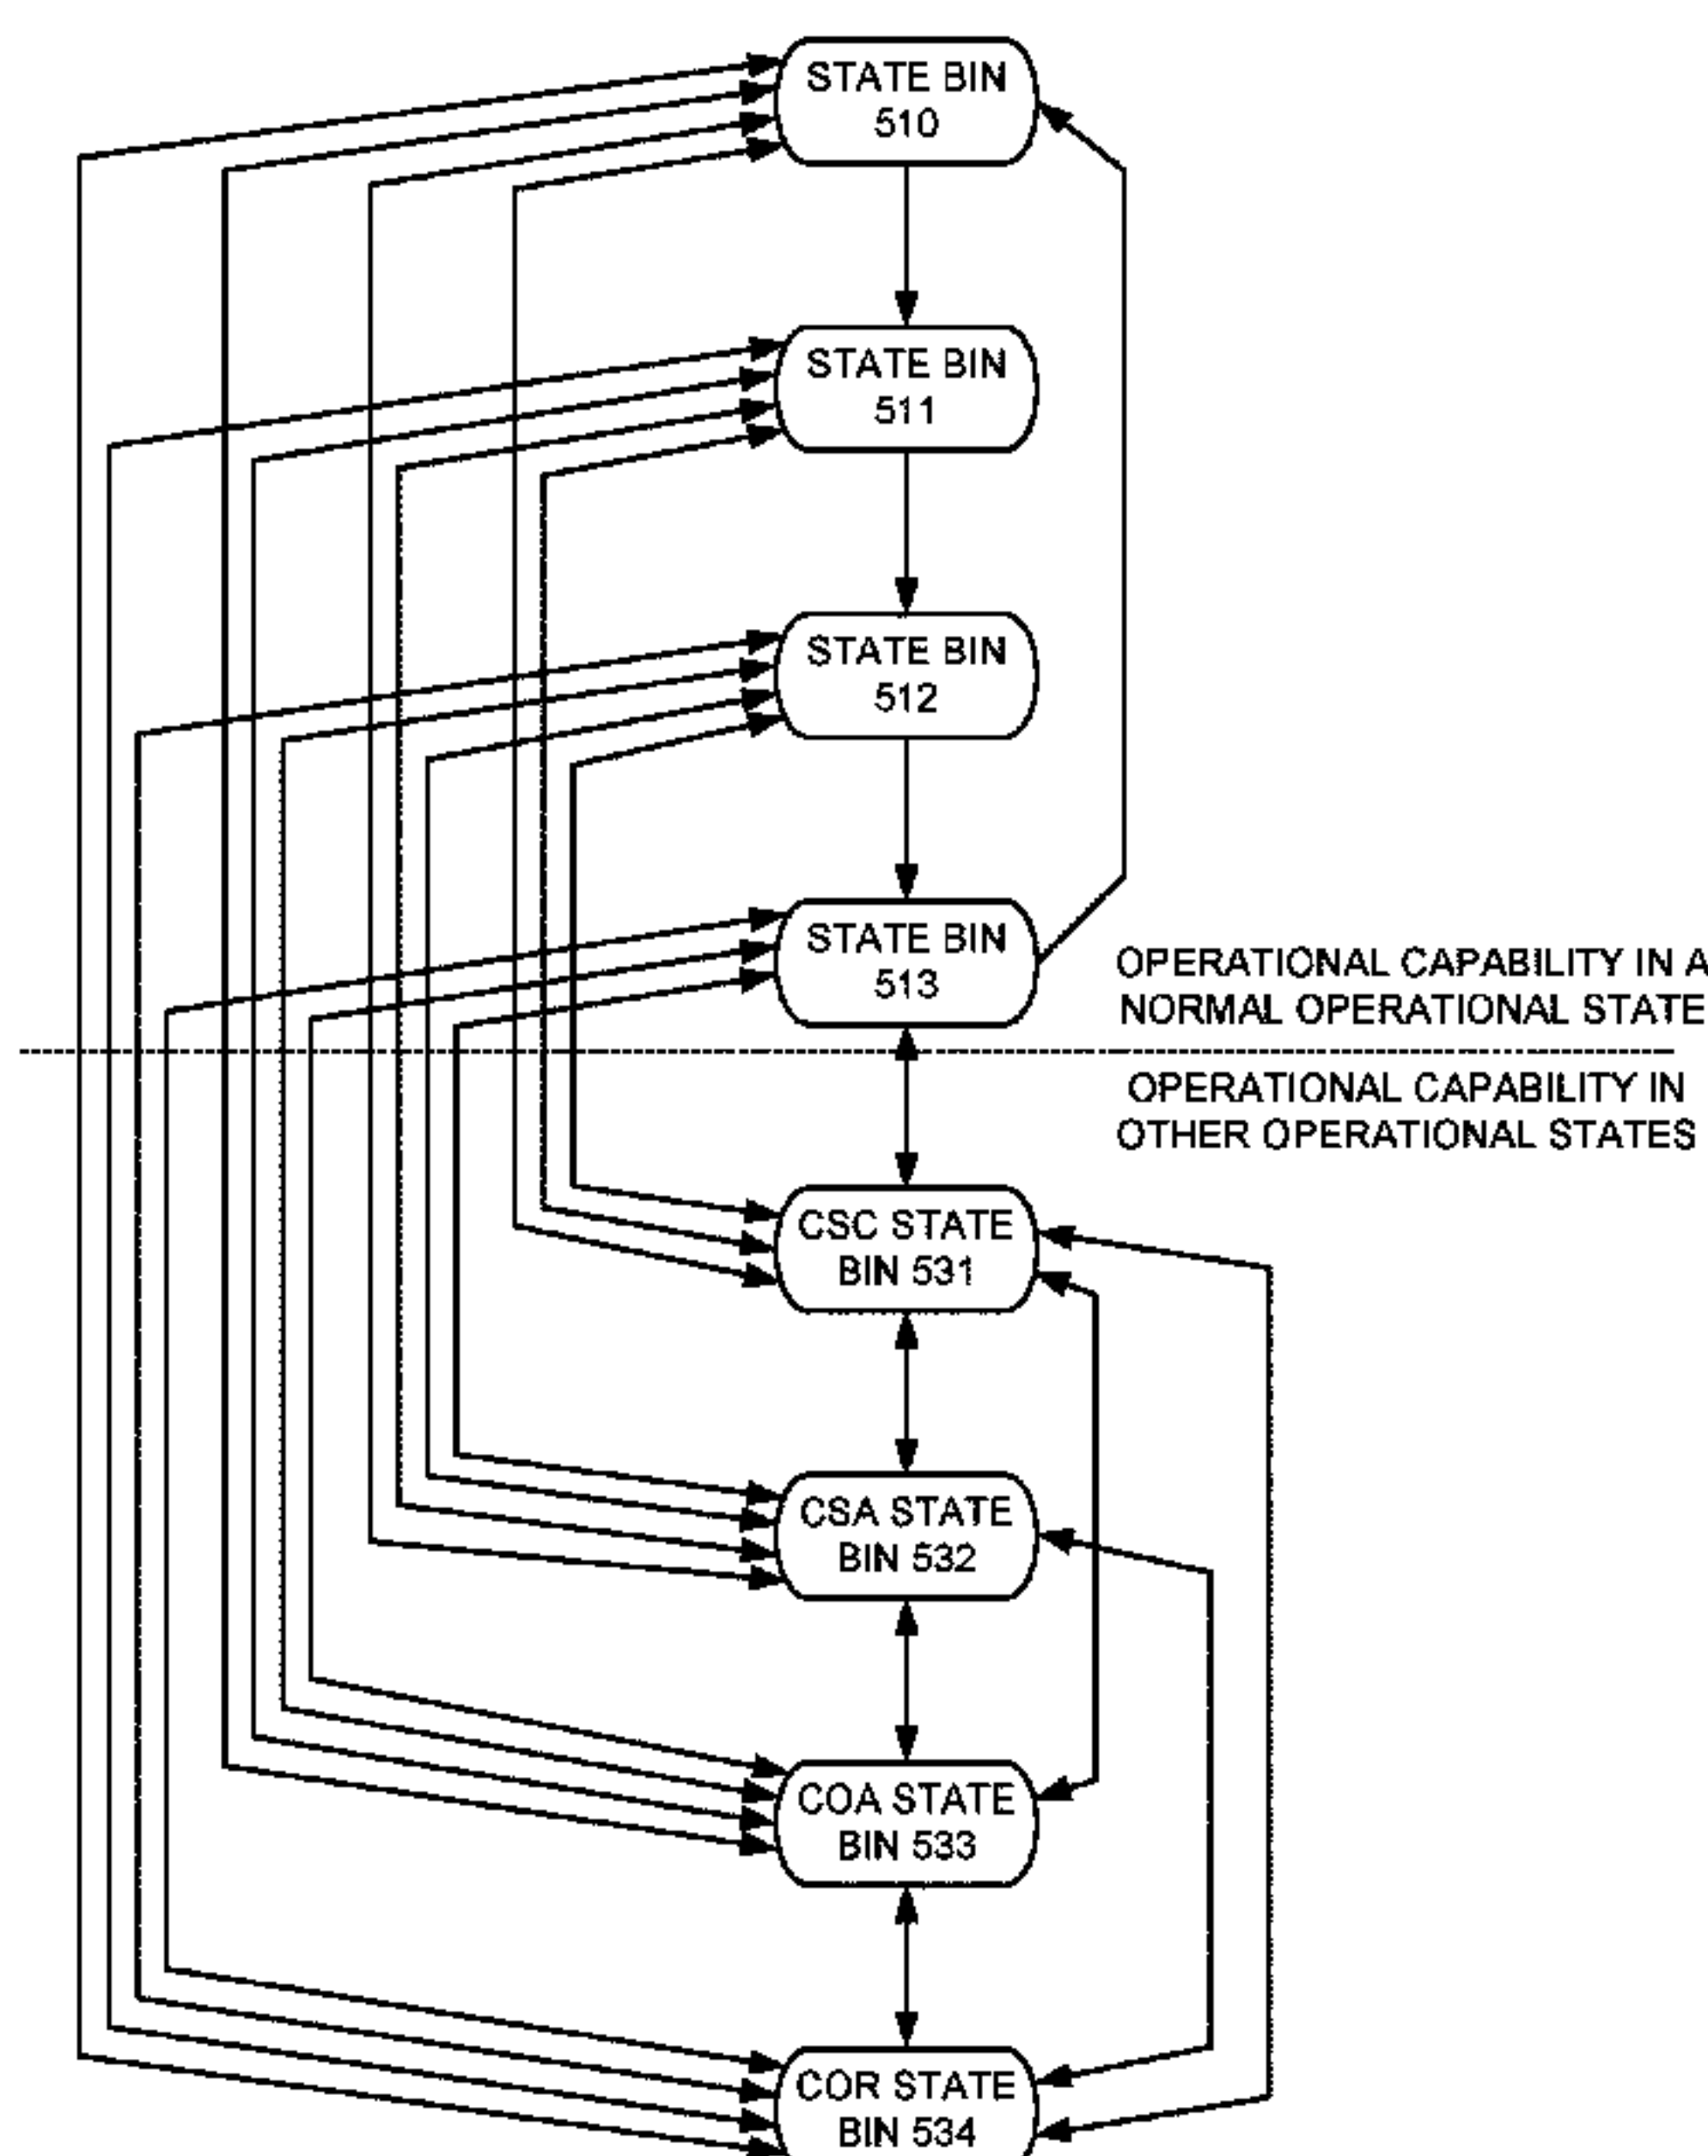 STATE BIN
510
STATE BIN
511
STATE BIN
512
STATE BIN
513
OPERATIONAL CAPABILITY IN A
NORMAL OPERATIONAL STATE
OPERATIONAL CAPABILITY IN
OTHER OPERATIONAL STATES
CSC STATE
BIN 531
CSA STATE
BIN 532
COA STATE
BIN 533
COR STATE
BIN 534